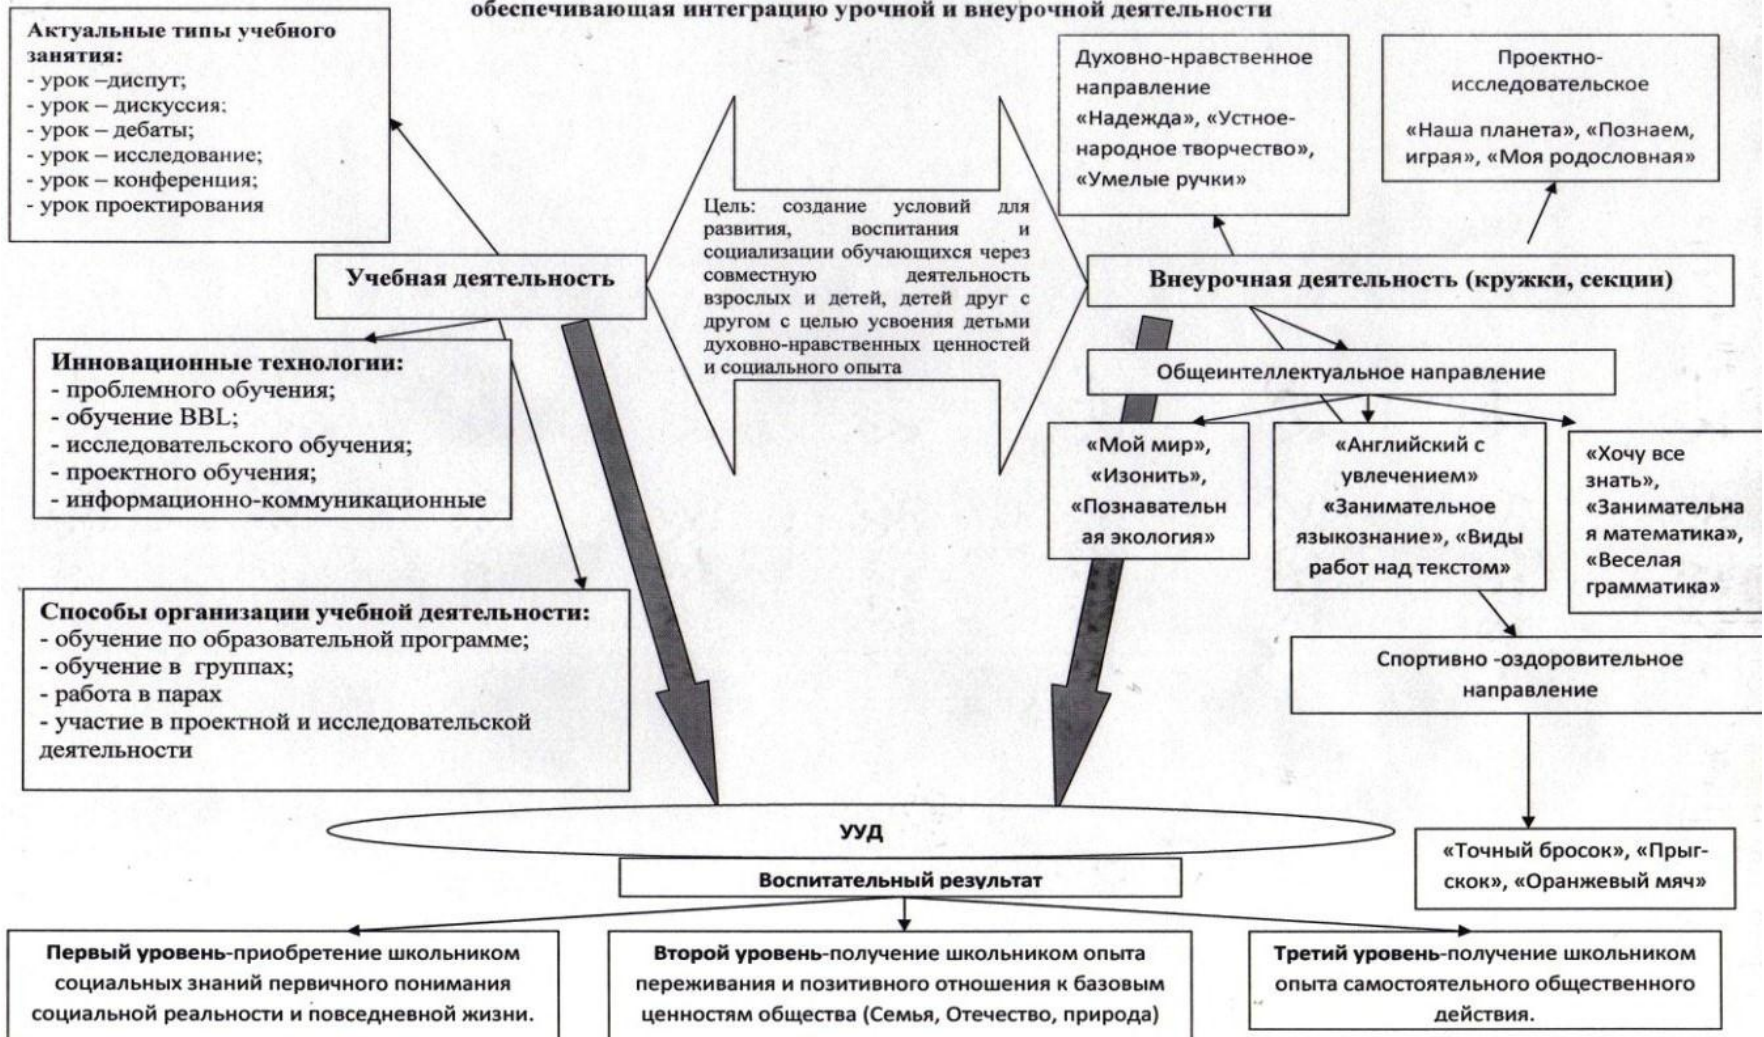 обеспечивающая интеграцию урочной и внеурочной деятельности
Актуальные типы учебного
занятия:
- урок –диспут;
- урок – дискуссия;
- урок – дебаты;
- урок – исследование;
- урок – конференция;
- урок проектирования
Духовно-нравственное
направление
«Надежда», «Устное-
народное творчество»,
«Умелые ручки»
Проектно-
исследовательское
«Наша планета», «Познаем,
играя», «Моя родословная»
Цель: создание условий для
развития, воспитания и
социализации обучающихся через
совместную деятельность
взрослых и детей, детей друг с
другом с целью усвоения детьми
духовно-нравственных ценностей
и социального опыта
Учебная деятельность
Внеурочная деятельность (кружки, секции)
Инновационные технологии:
- проблемного обучения;
- обучение BBL;
- исследовательского обучения;
- проектного обучения;
- информационно-коммуникационные
Общеинтеллектуальное направление
«Мой мир»,
«Изонить»,
«Познавательн
ая экология»
«Английский с
увлечением»
«Занимательное
языкознание», «Виды
работ над текстом»
«Хочу все
знать»,
«Занимательна
я математика»,
«Веселая
грамматика»
Способы организации учебной деятельности:
- обучение по образовательной программе;
- обучение в группах;
- работа в парах
- участие в проектной и исследовательской
деятельности
Спортивно -оздоровительное
направление
«Точный бросок», «Прыг-
скок», «Оранжевый мяч»
УУД
Воспитательный результат
Первый уровень-приобретение школьником
социальных знаний первичного понимания
социальной реальности и повседневной жизни.
Второй уровень-получение школьником опыта
переживания и позитивного отношения к базовым
ценностям общества (Семья, Отечество, природа)
Третий уровень-получение школьником
опыта самостоятельного общественного
действия.